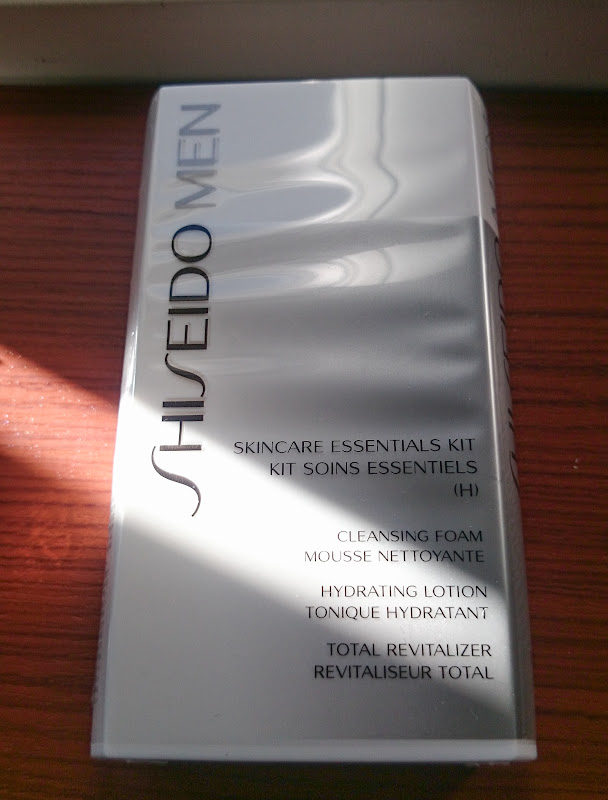 SHISEIDO MEN
SKINCARE ESSENTIALS KIT
KIT SOINS ESSENTIELS
(H)
CLEANSING FOAM
MOUSSE NETTOYANTE
HYDRATING LOTION
TONIQUE HYDRATANT
TOTAL REVITALIZER
REVITALISEUR TOTAL